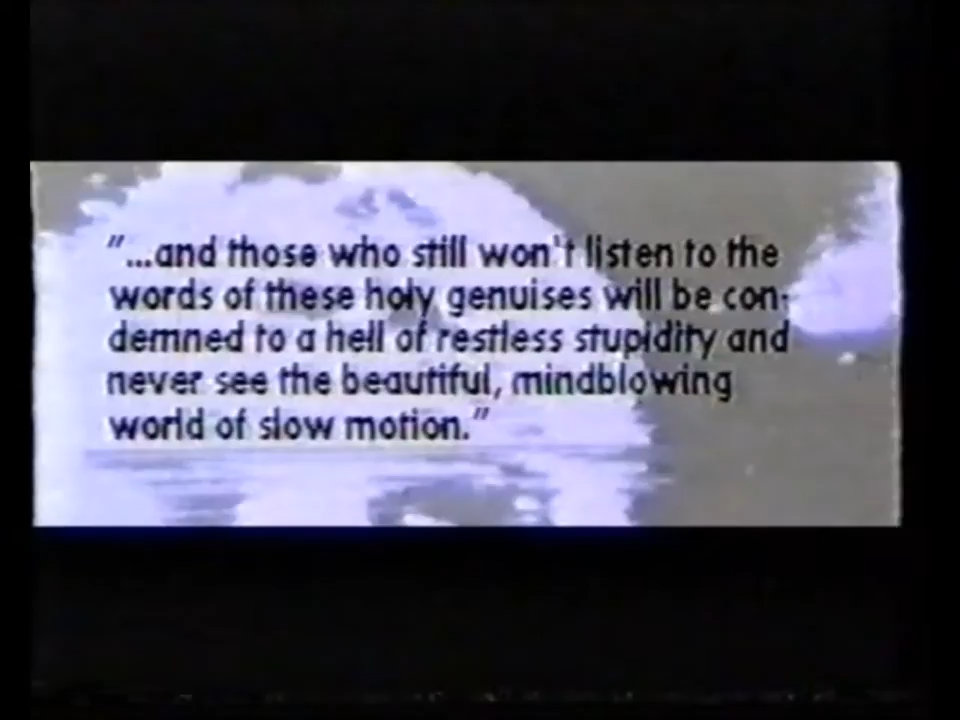 "...and those who still won't listen to the
words of these holy genuises will be con-
demned to a hell of restless stupidity and
never see the beautiful, mindblowing
world of slow motion."